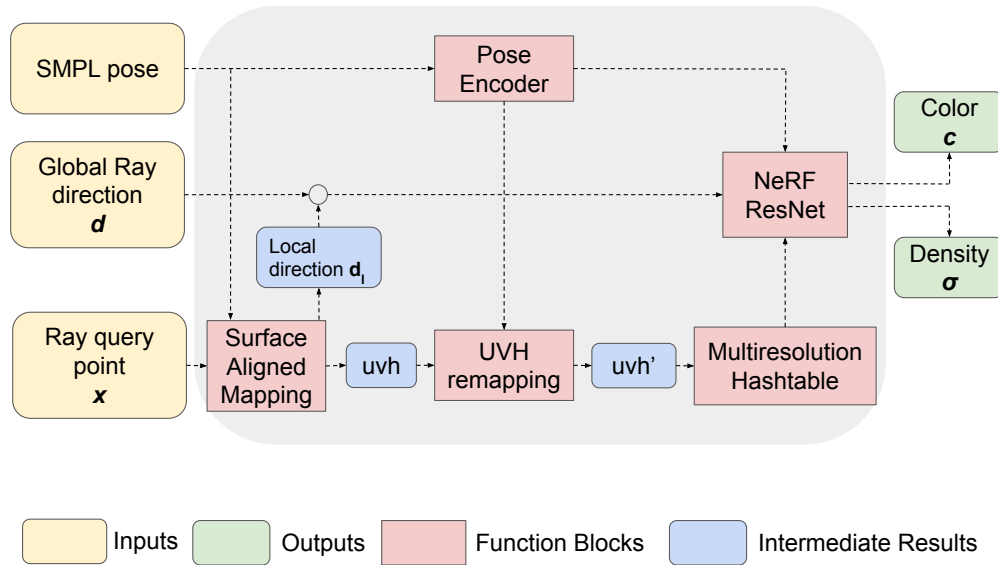 SMPL pose
Pose
Encoder
Color
c
Global Ray
direction
d
NeRF
ResNet
Local
direction dl
Density
σ
Ray query
point
x
Surface
Aligned
Mapping
uvh
UVH
remapping
uvh’
Multiresolution
Hashtable
Inputs
Outputs
Function Blocks
Intermediate Results